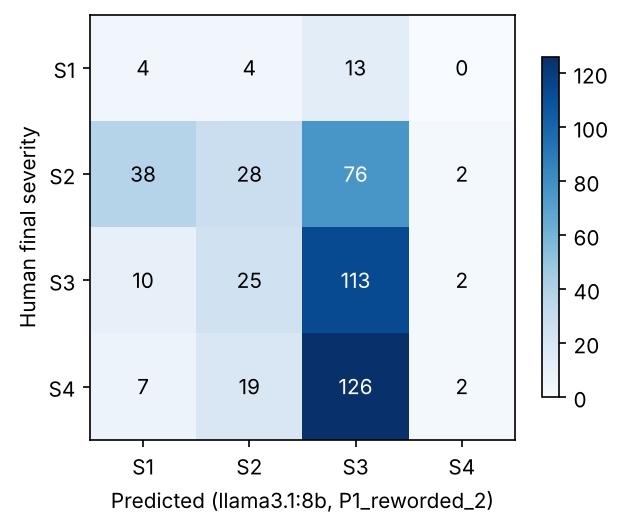 S1 4 4 13 0
S2 38 28 76 2
S3 10 25 113 2
S4 7 19 126 2
S1 S2 S3 S4
Predicted (llama3.1:8b, P1_reworded_2)
Human final severity
120
100
80
60
40
20
0